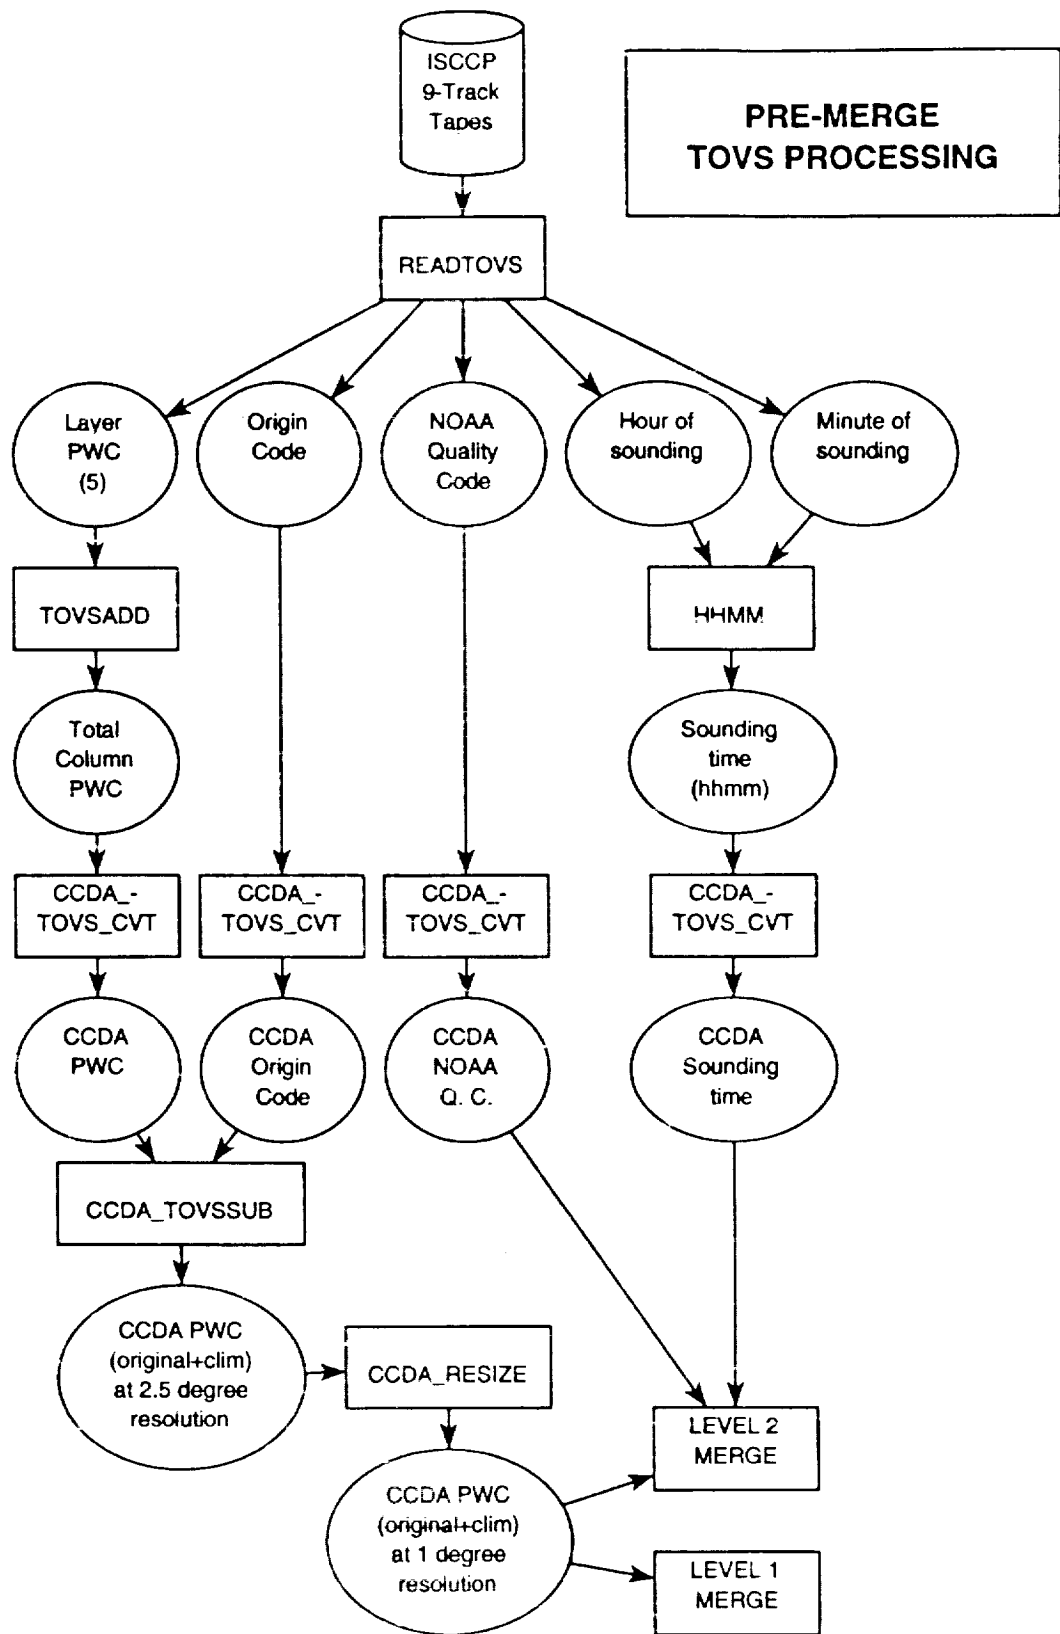 ISCCP
9-Track
Tapes
PRE-MERGE
TOVS PROCESSING
READTOVS
Layer
PWC
(5)
Origin
Code
NOAA
Quality
Code
Hour of
sounding
Minute of
sounding
TOVSADD
HHMM
Total
Column
PWC
Sounding
time
(hhmm)
CCDA_-
TOVS_CVT
CCDA_-
TOVS_CVT
CCDA_-
TOVS_CVT
CCDA_-
TOVS_CVT
CCDA
PWC
CCDA
Origin
Code
CCDA
NOAA
Q. C.
CCDA
Sounding
time
CCDA_TOVSSUB
CCDA PWC
(original+clim)
at 2.5 degree
resolution
CCDA_RESIZE
LEVEL 2
MERGE
CCDA PWC
(original+clim)
at 1 degree
resolution
LEVEL 1
MERGE